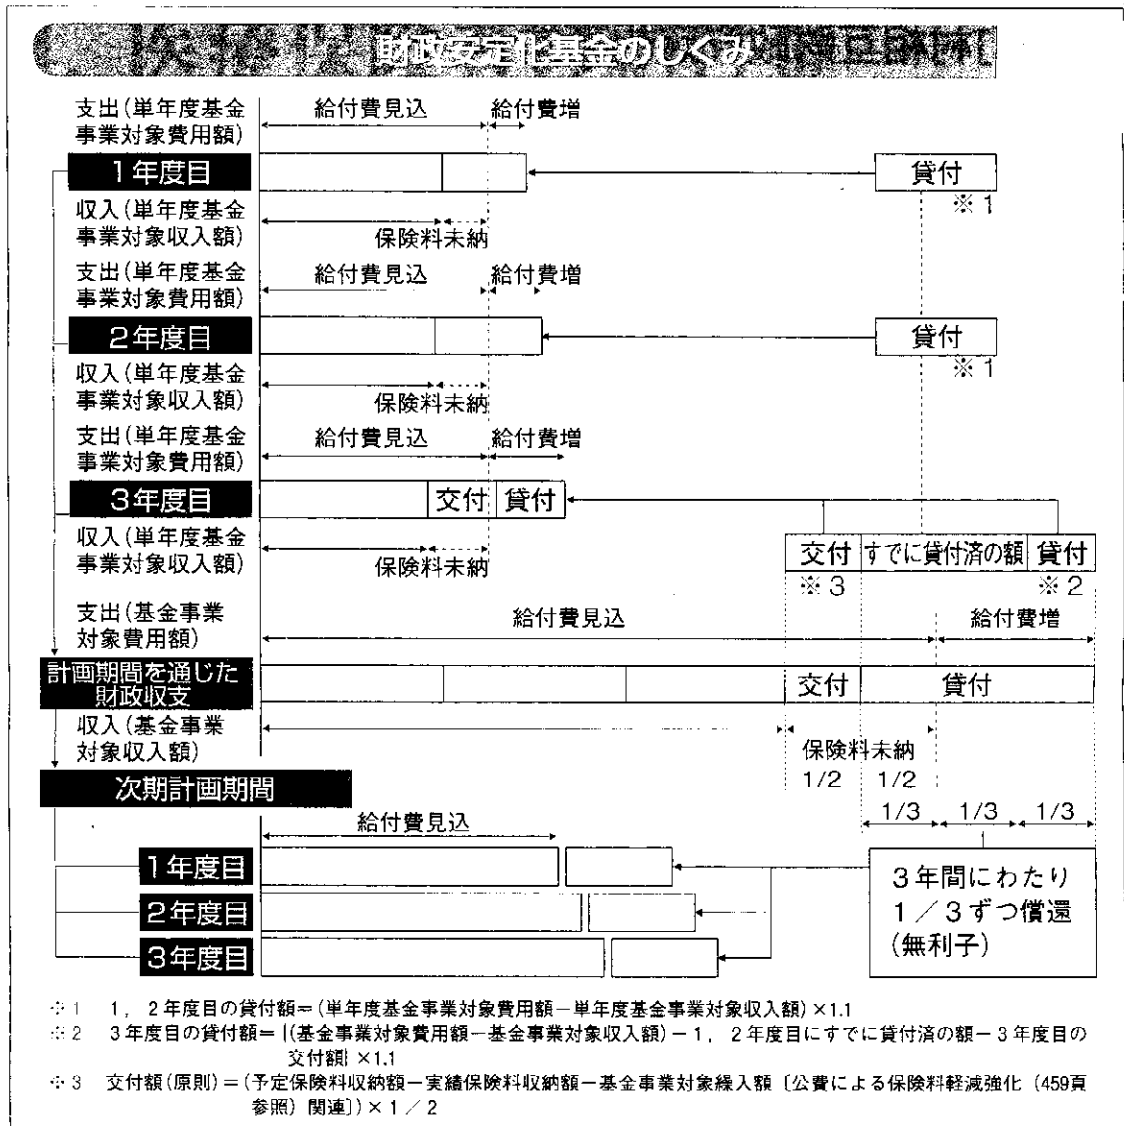 財政安定化基金のしくみ
支出(単年度基金
事業対象費用額)
給付費見込
給付費増
1年度目
貸付
※1
収入(単年度基金
事業対象収入額)
保険料未納
支出(単年度基金
事業対象費用額)
給付費見込
給付費増
2年度目
貸付
※1
収入(単年度基金
事業対象収入額)
保険料未納
支出(単年度基金
事業対象費用額)
給付費見込
給付費増
3年度目
交付
貸付
収入(単年度基金
事業対象収入額)
保険料未納
交付
すでに貸付済の額
貸付
※3
※2
支出(基金事業
対象費用額)
給付費見込
給付費増
計画期間を通じた
財政収支
交付
貸付
収入(基金事業
対象収入額)
保険料未納
1/2
1/2
次期計画期間
1/3
1/3
1/3
給付費見込
1年度目
2年度目
3年度目
3年間にわたり
1/3ずつ償還
(無利子)
※1 1,2年度目の貸付額=(単年度基金事業対象費用額-単年度基金事業対象収入額)×1.1
※2 3年度目の貸付額={(基金事業対象費用額-基金事業対象収入額)-1,2年度目にすでに貸付済の額-3年度目の
交付額}×1.1
※3 交付額(原則)=(予定保険料収納額-実績保険料収納額-基金事業対象繰入額〔公費による保険料軽減強化(459頁
参照)関連〕)×1/2